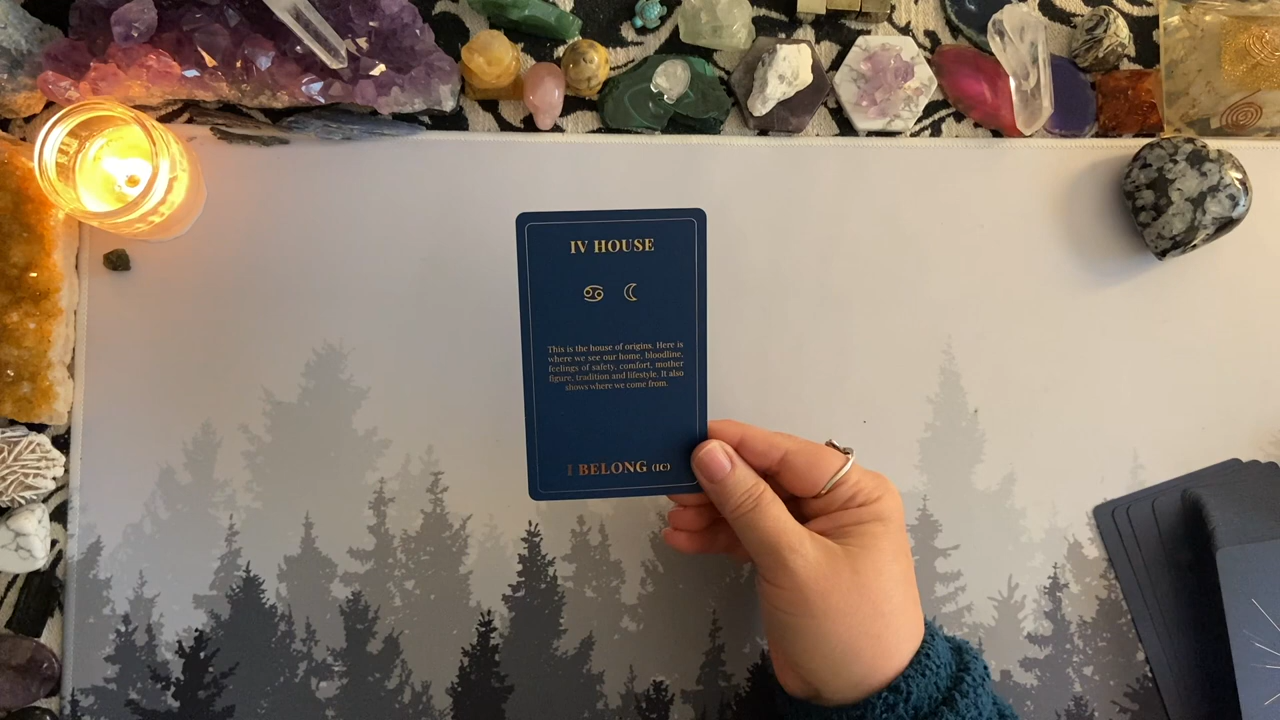 IV HOUSE
This is the house of origins. Here is
where we see our home, bloodline,
feelings of safety, comfort, mother
figure, tradition and lifestyle. It also
shows where we come from.
BELONG (IC)